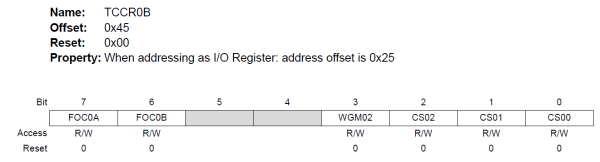 Name: TCCR0B
Offset: 0x45
Reset: 0x00
Property: When addressing as I/O Register: address offset is 0x25
Bit 7 6 5 4 3 2 1 0
FOC0A FOC0B WGM02 CS02 CS01 CS00
Access R/W R/W R/W R/W R/W R/W
Reset 0 0 0 0 0 0